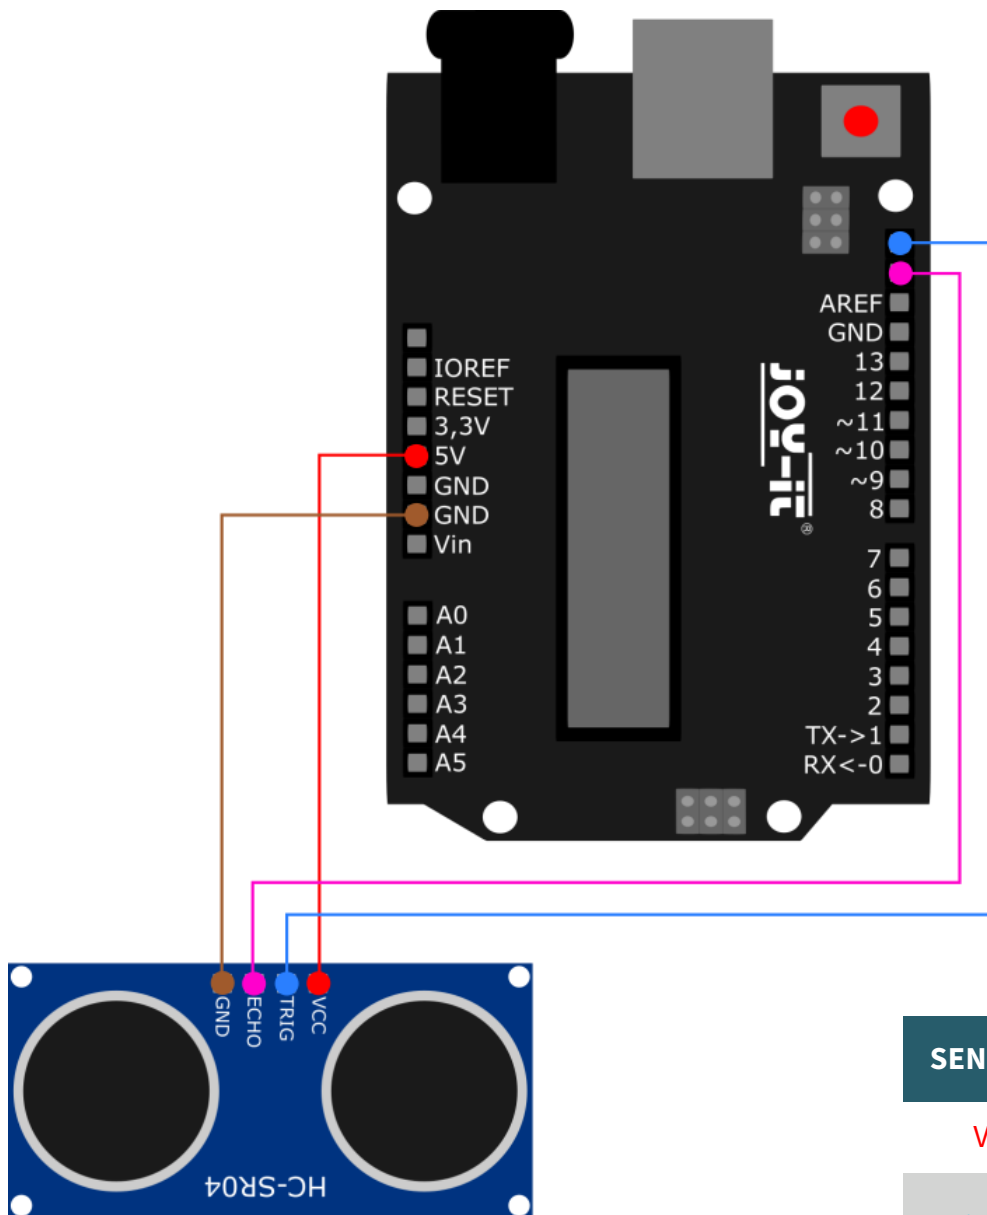 AREF
GND
13
12
~11
~10
~9
8
IOREF
RESET
3,3V
5V
GND
GND
Vin
JOY-iT
®
7
6
5
4
3
2
TX->1
RX<-0
A0
A1
A2
A3
A4
A5
GND
ECHO
TRIG
VCC
HC-SR04
SEN
V